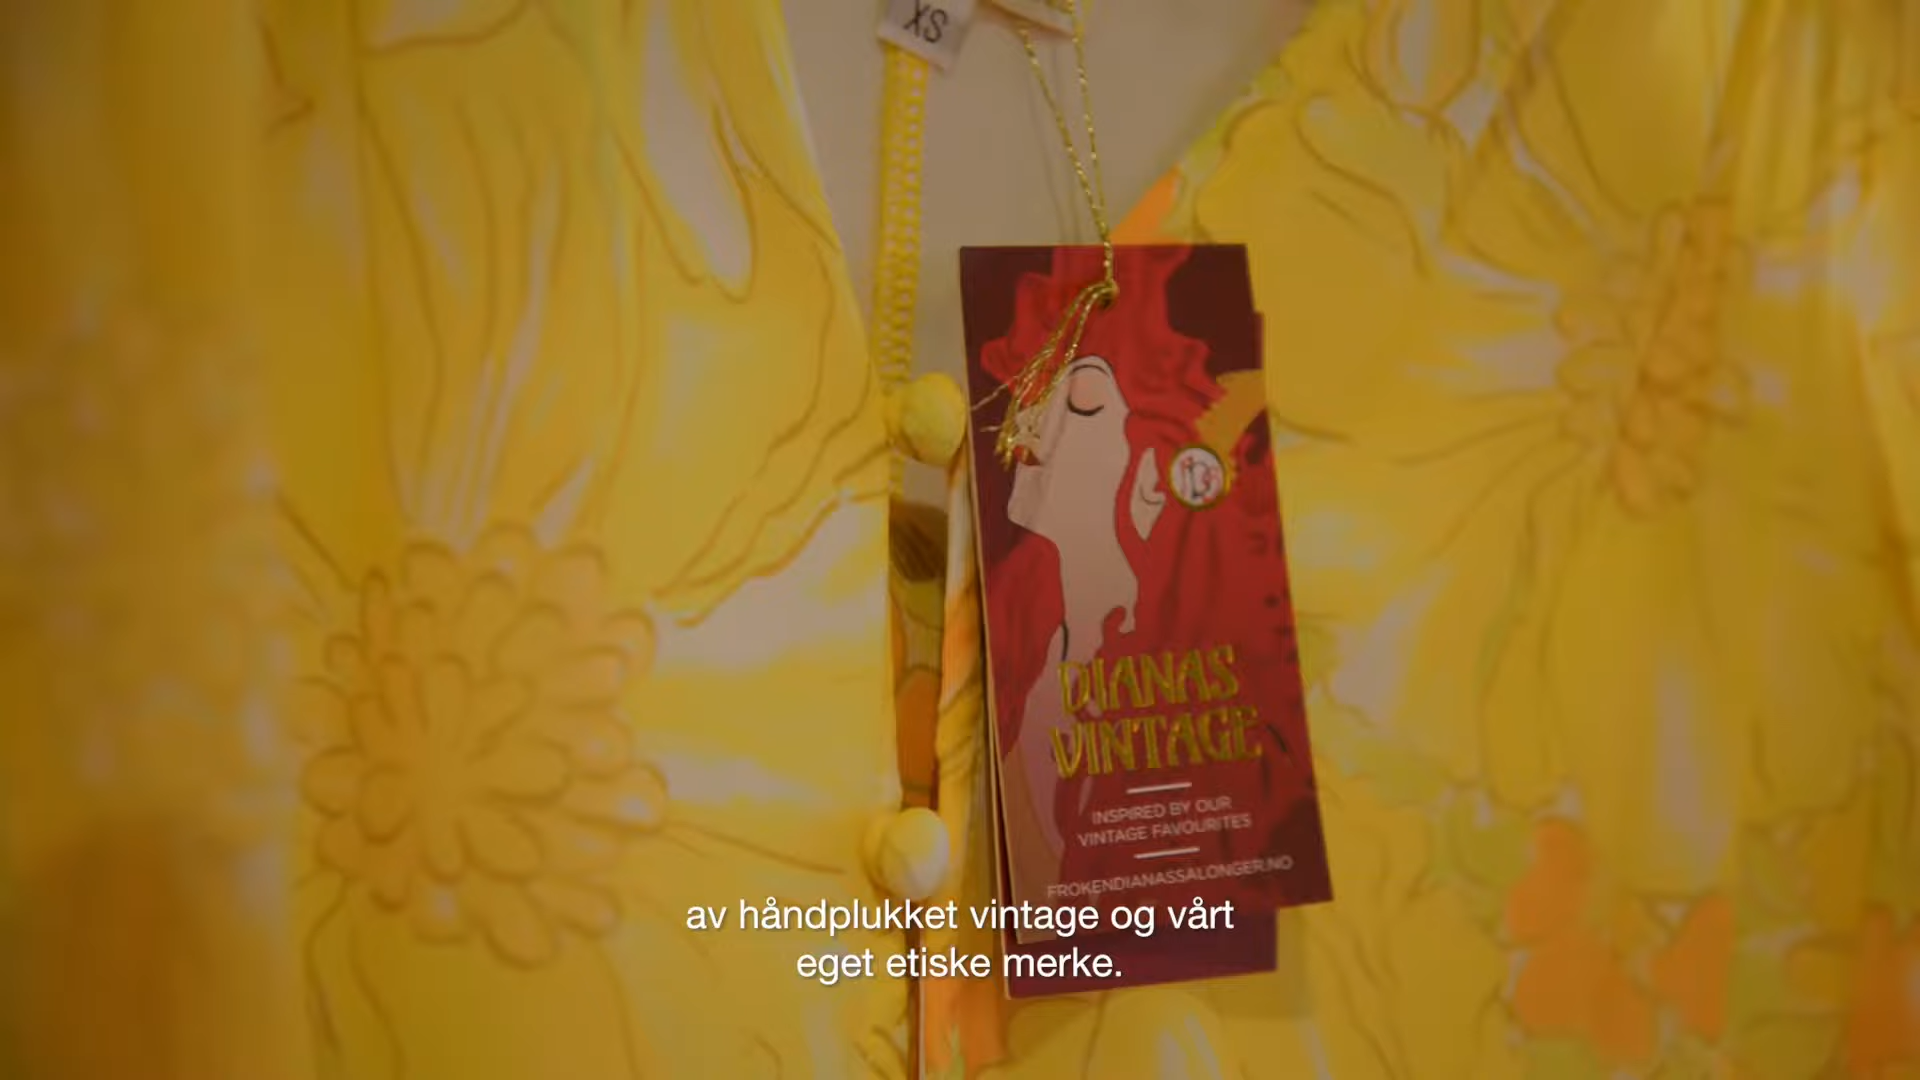 XS
DIANAS
VINTAGE
INSPIRED BY OUR
VINTAGE FAVOURITES
FROKENDIANASSALONGER.NO
av håndplukket vintage og vårt
eget etiske merke.